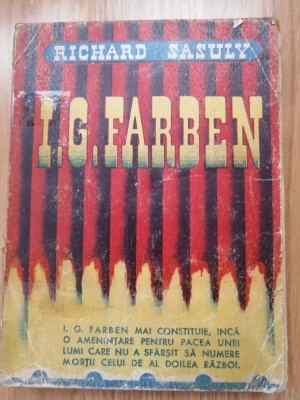 RICHARD SASULY
I.G. FARBEN
I. G. FARBEN MAI CONSTITUIE, INCĂ
O AMENINȚARE PENTRU PACEA UNEI
LUMI CARE NU A SFÂRȘIT SĂ NUMERE
MORȚII CELUI DE AL DOILEA RĂZBOI.